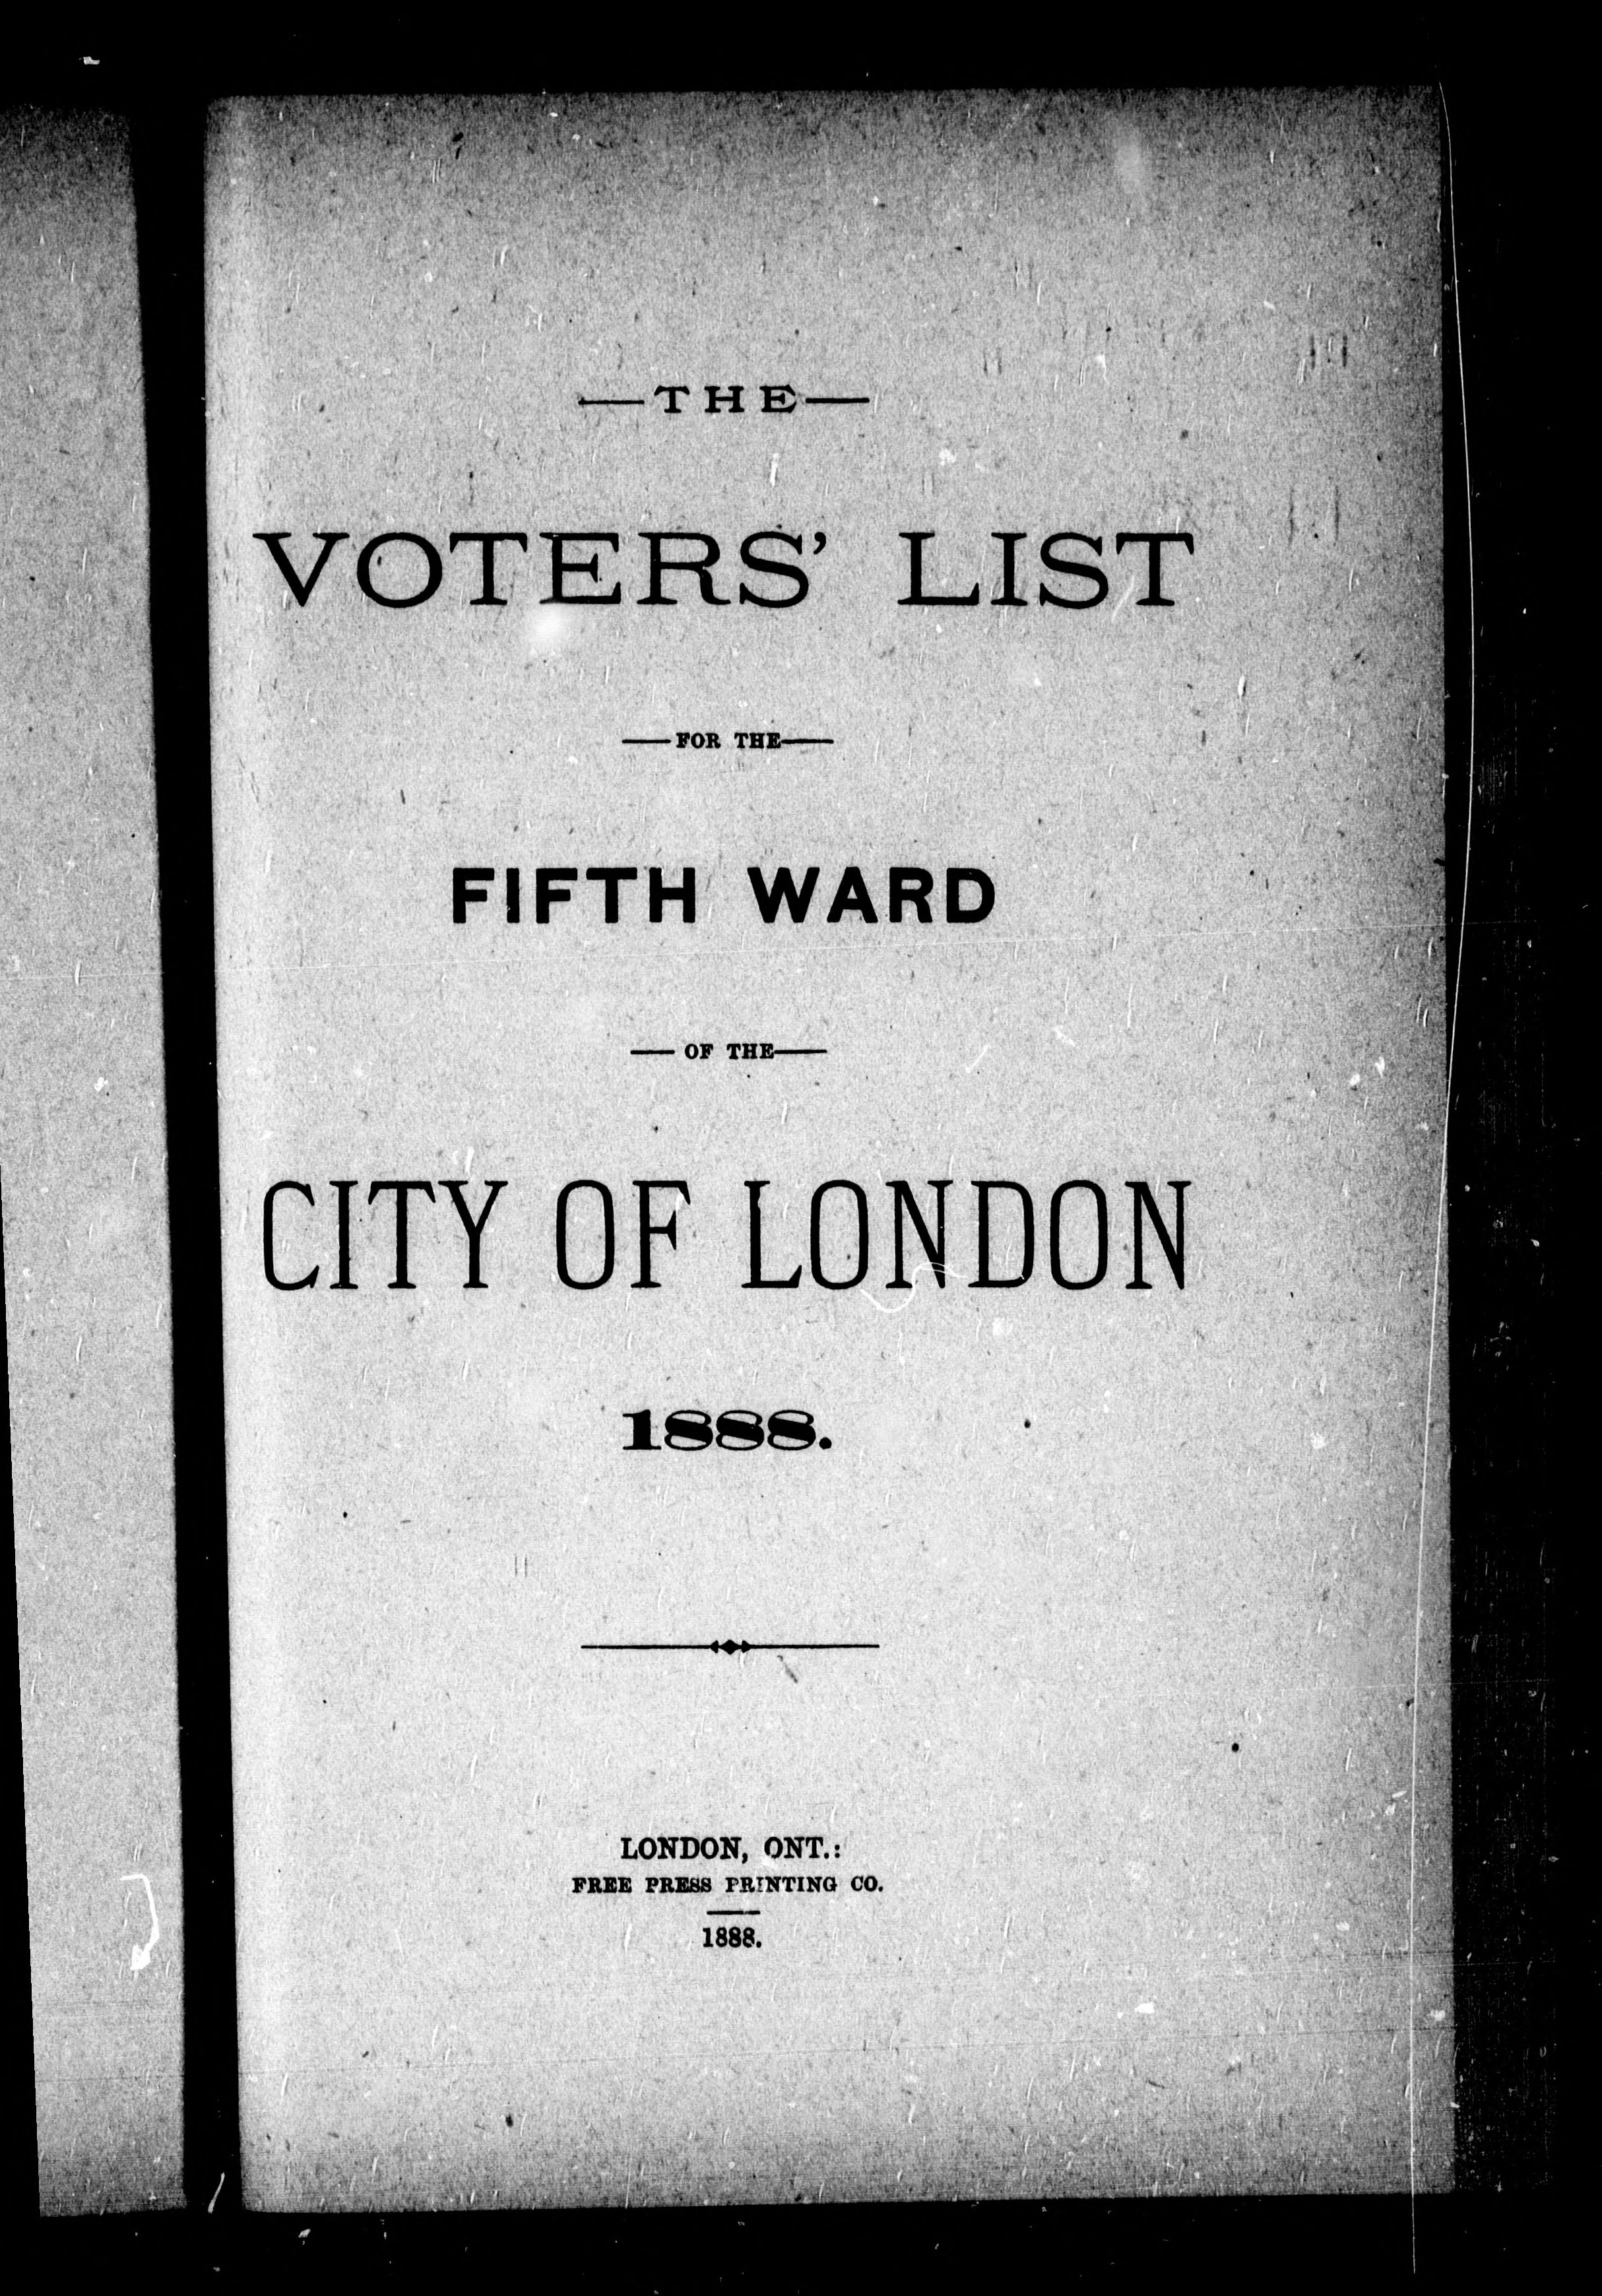 —THE—
VOTERS' LIST
—FOR THE—
FIFTH WARD
— OF THE—
CITY OF LONDON
1888.
LONDON, ONT.:
FREE PRESS PRINTING CO.
1888.